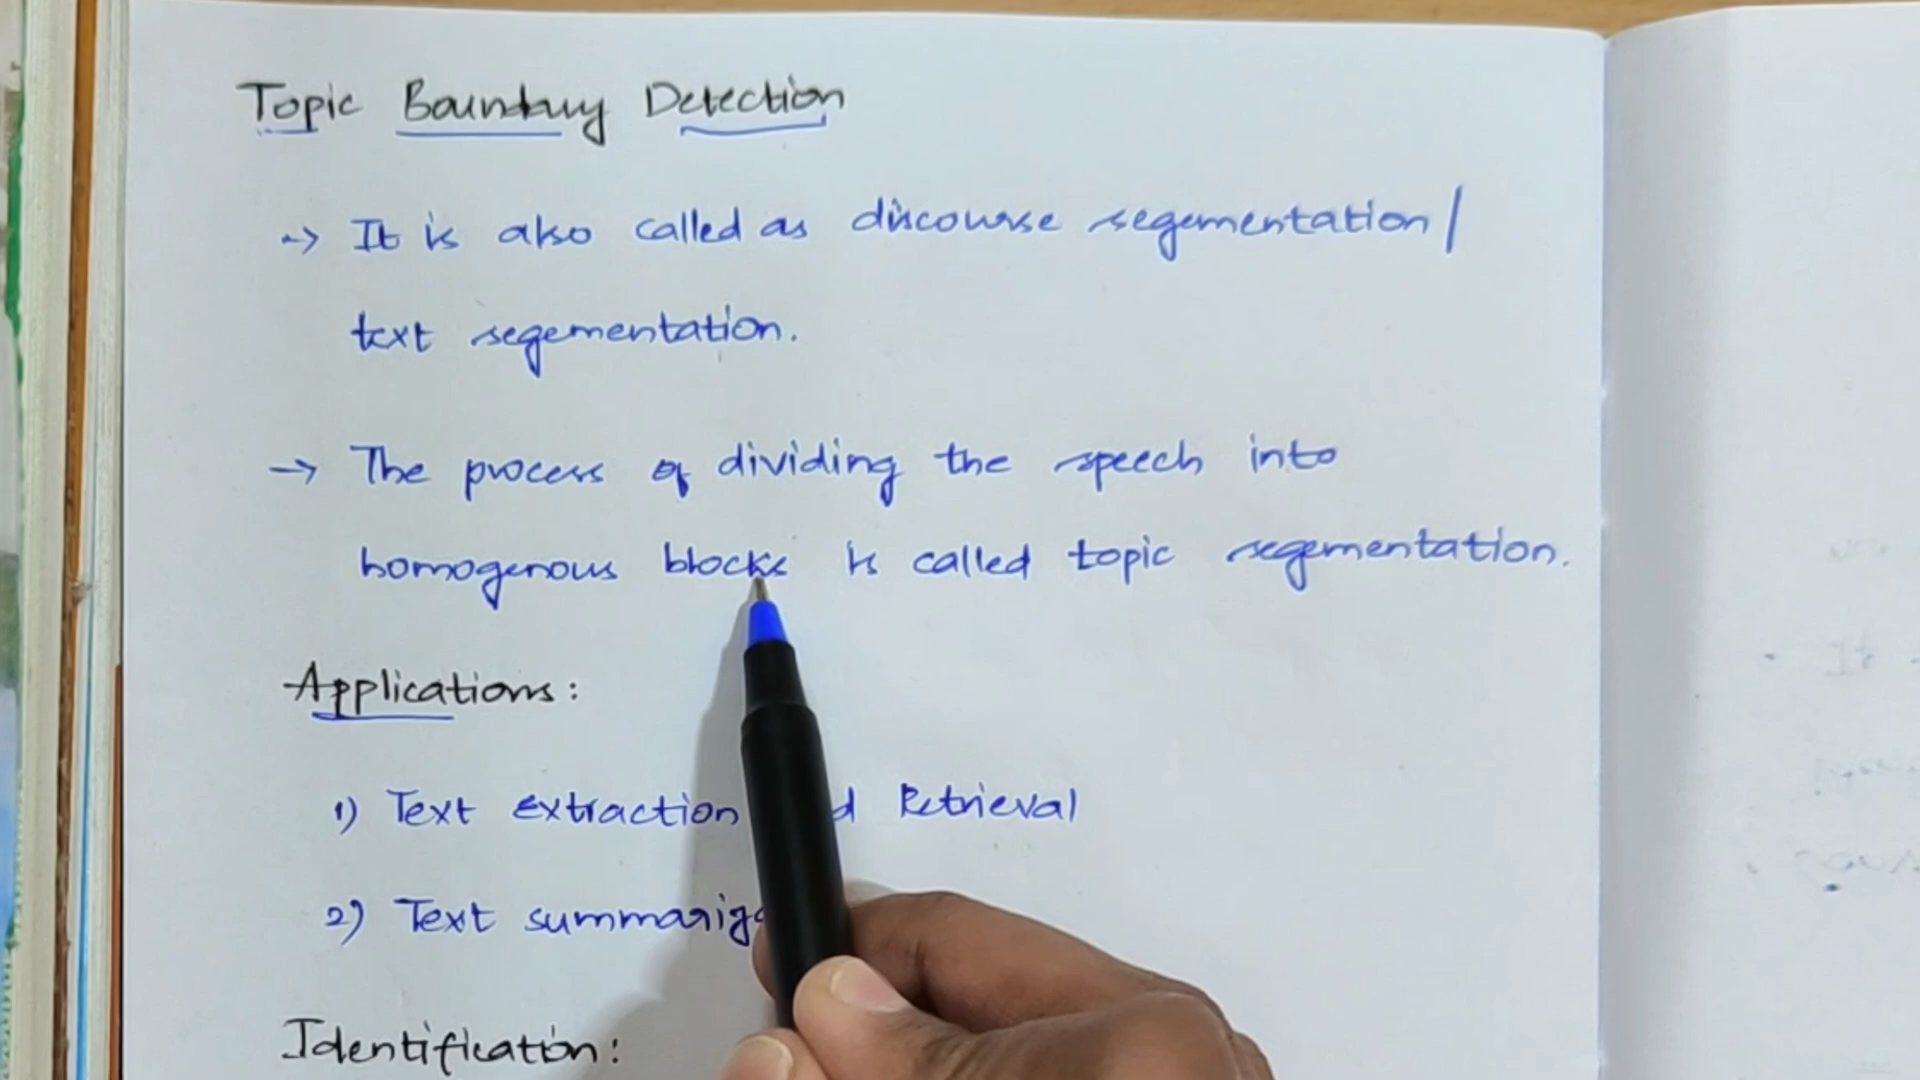 Topic Boundary Detection
-> It is also called as discourse segementation/
text segementation.
-> The process of dividing the speech into
homogenous blocks is called topic segementation.
Applications:
1) Text Extraction Retrieval
2) Text
Identification: